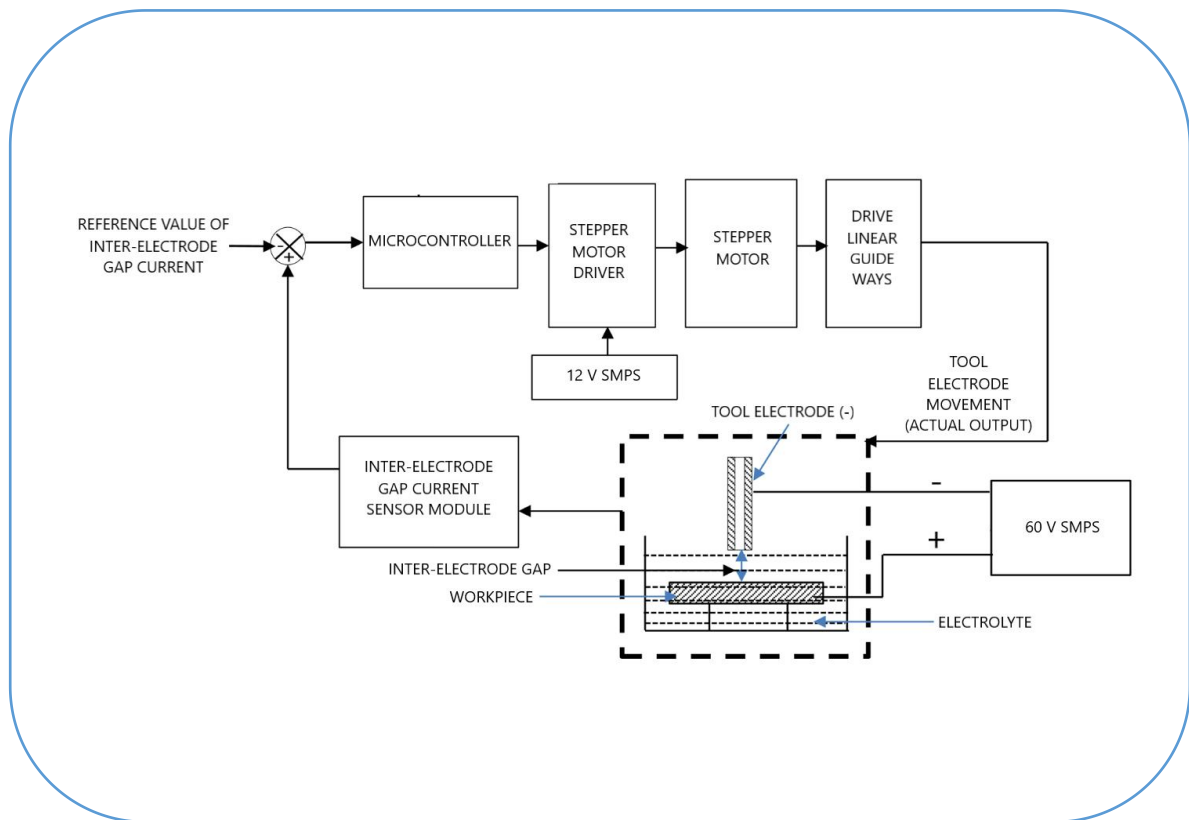 REFERENCE VALUE OF
INTER-ELECTRODE
GAP CURRENT
-
+
MICROCONTROLLER
STEPPER
MOTOR
DRIVER
STEPPER
MOTOR
DRIVE
LINEAR
GUIDE
WAYS
12 V SMPS
TOOL
ELECTRODE
MOVEMENT
(ACTUAL OUTPUT)
TOOL ELECTRODE (-)
INTER-ELECTRODE
GAP CURRENT
SENSOR MODULE
-
+
60 V SMPS
INTER-ELECTRODE GAP
WORKPIECE
ELECTROLYTE